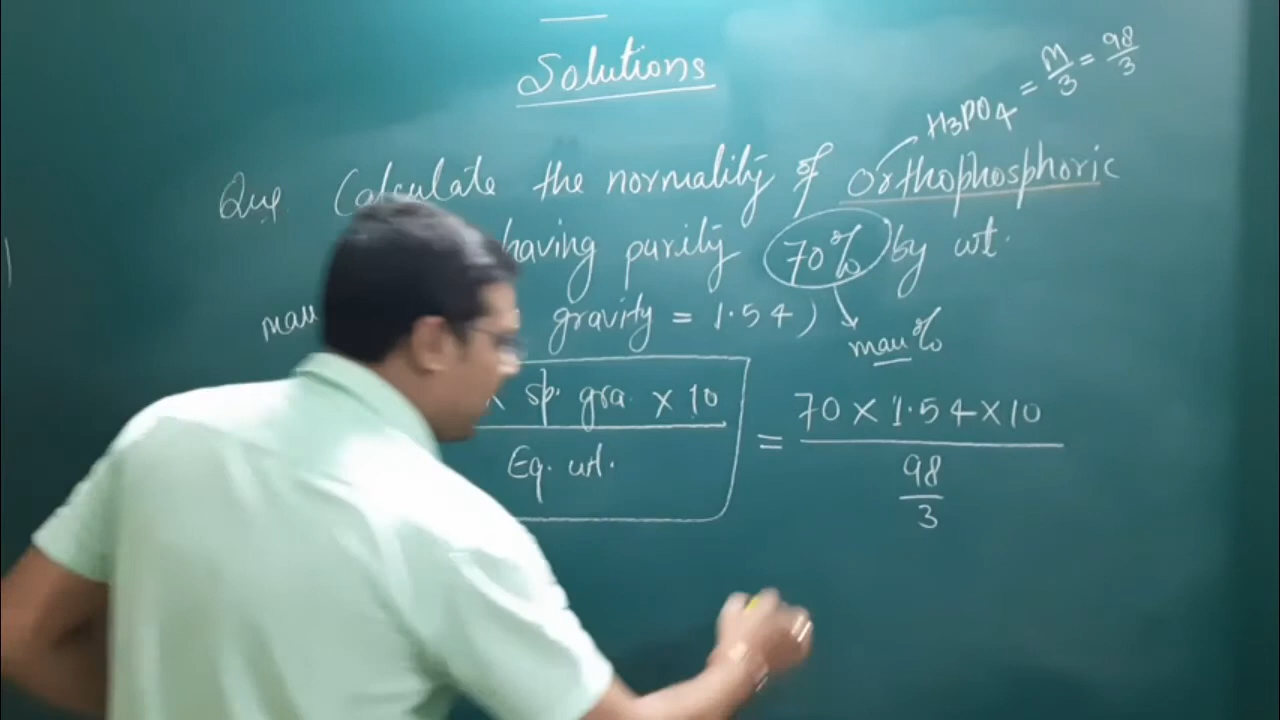 Solutions
H3PO4 = M/3 = 98/3
Que. Calculate the normality of Orthophosphoric
having purity 70% by wt.
gravity = 1.54)
mass%
x sp. gra. x 10
Eq. wt.
= 70 x 1.54 x 10
98
3